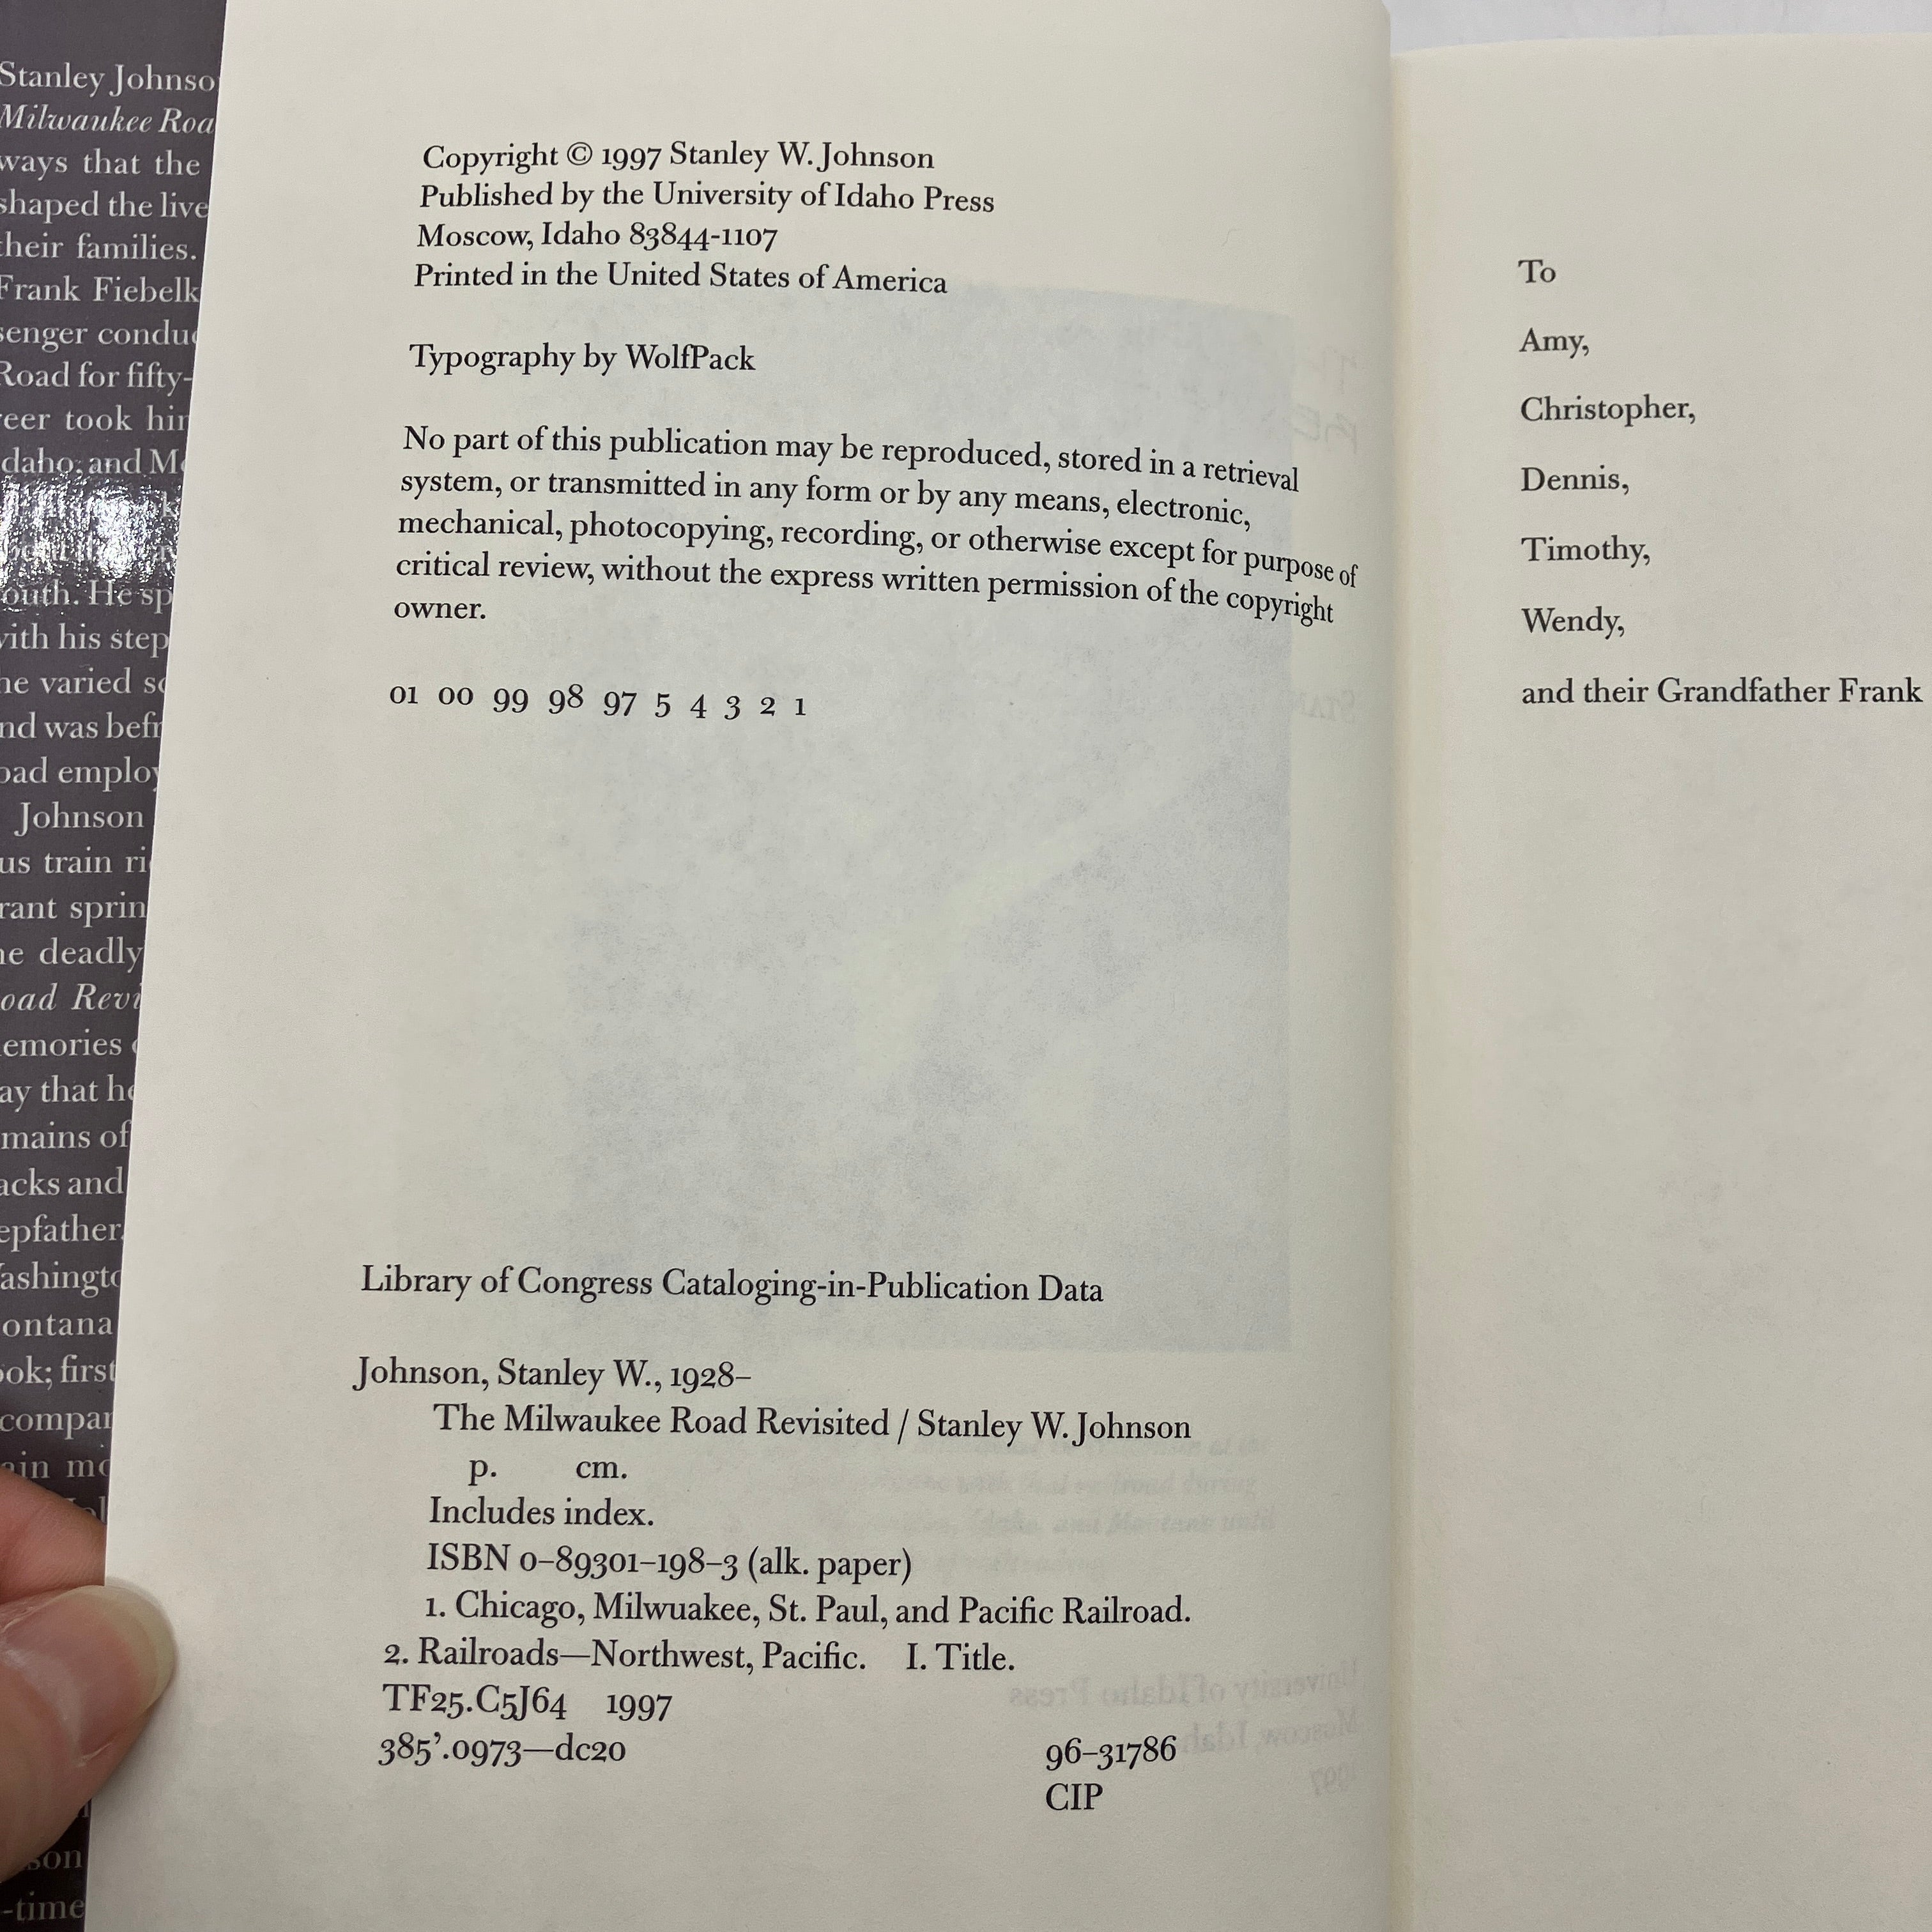 Stanley Johnso
Milwaukee Roa
ways that the
shaped the live
their families.
Frank Fiebelk
senger condu
Road for fifty-
reer took hi
daho, and M
outh. He sp
with his step
he varied s
nd was befr
oad employ
Johnson
us train ri
rant sprin
he deadly
oad Revi
emories
ay that he
mains of
acks and
epfather.
ashingto
ontana
ook; first
compar
ain mo
son
-time
Copyright © 1997 Stanley W. Johnson
Published by the University of Idaho Press
Moscow, Idaho 83844-1107
Printed in the United States of America
Typography by WolfPack
No part of this publication may be reproduced, stored in a retrieval
system, or transmitted in any form or by any means, electronic,
mechanical, photocopying, recording, or otherwise except for purpose of
critical review, without the express written permission of the copyright
owner.
01 00 99 98 97 5 4 3 2 1
Library of Congress Cataloging-in-Publication Data
Johnson, Stanley W., 1928–
The Milwaukee Road Revisited / Stanley W. Johnson
p. cm.
Includes index.
ISBN 0–89301–198–3 (alk. paper)
1. Chicago, Milwuakee, St. Paul, and Pacific Railroad.
2. Railroads—Northwest, Pacific. I. Title.
TF25.C5J64 1997
385'.0973—dc20 96–31786
CIP
To
Amy,
Christopher,
Dennis,
Timothy,
Wendy,
and their Grandfather Frank